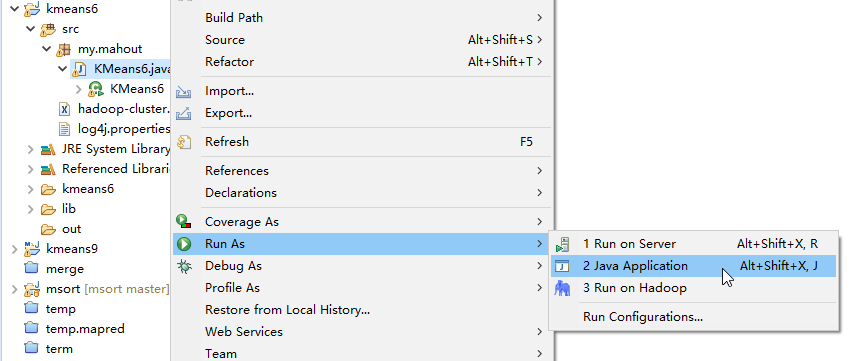 kmeans6
src
my.mahout
KMeans6.java
KMeans6
hadoop-cluster.
log4j.properties
JRE System Library
Referenced Librari
kmeans6
lib
out
kmeans9
merge
msort [msort master]
temp
temp.mapred
term
Build Path
Source Alt+Shift+S
Refactor Alt+Shift+T
Import...
Export...
Refresh F5
References
Declarations
Coverage As
Run As
Debug As
Profile As
Restore from Local History...
Web Services
Team
1 Run on Server Alt+Shift+X, R
2 Java Application Alt+Shift+X, J
3 Run on Hadoop
Run Configurations...